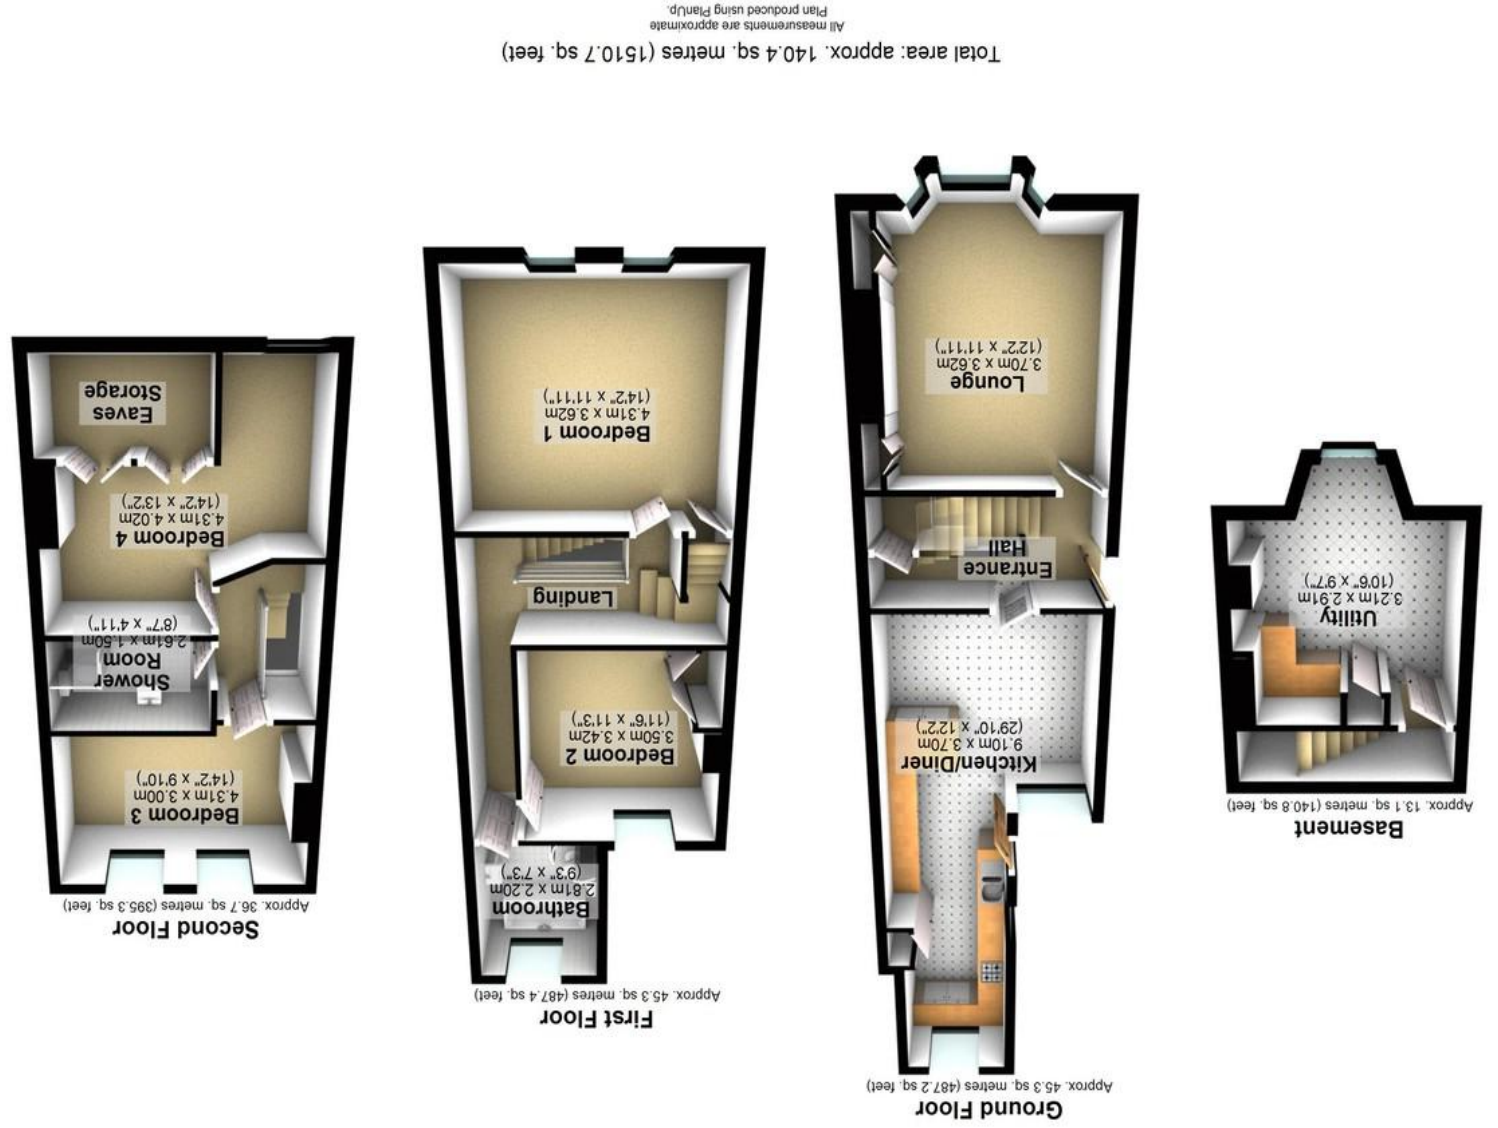 Basement
Approx. 13.1 sq. metres (140.8 sq. feet)
Utility
3.21m x 2.91m
(10'6" x 9'7")
Ground Floor
Approx. 45.3 sq. metres (487.2 sq. feet)
Kitchen/Diner
9.10m x 3.70m
(29'10" x 12'2")
Entrance
Hall
Lounge
3.70m x 3.62m
(12'2" x 11'11")
First Floor
Approx. 45.3 sq. metres (487.4 sq. feet)
Bathroom
2.81m x 2.20m
(9'3" x 7'3")
Bedroom 2
3.50m x 3.42m
(11'6" x 11'3")
Landing
Bedroom 1
4.31m x 3.62m
(14'2" x 11'11")
Second Floor
Approx. 36.7 sq. metres (395.3 sq. feet)
Bedroom 3
4.31m x 3.00m
(14'2" x 9'10")
Shower
Room
2.61m x 1.50m
(8'7" x 4'11")
Bedroom 4
4.31m x 4.02m
(14'2" x 13'2")
Eaves
Storage
Total area: approx. 140.4 sq. metres (1510.7 sq. feet)
All measurements are approximate
Plan produced using PlanUp.